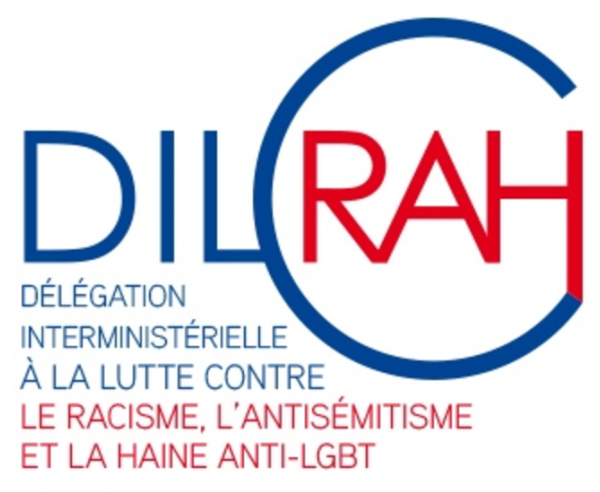 DILCRAH
DÉLÉGATION
INTERMINISTÉRIELLE
À LA LUTTE CONTRE
LE RACISME, L'ANTISÉMITISME
ET LA HAINE ANTI-LGBT